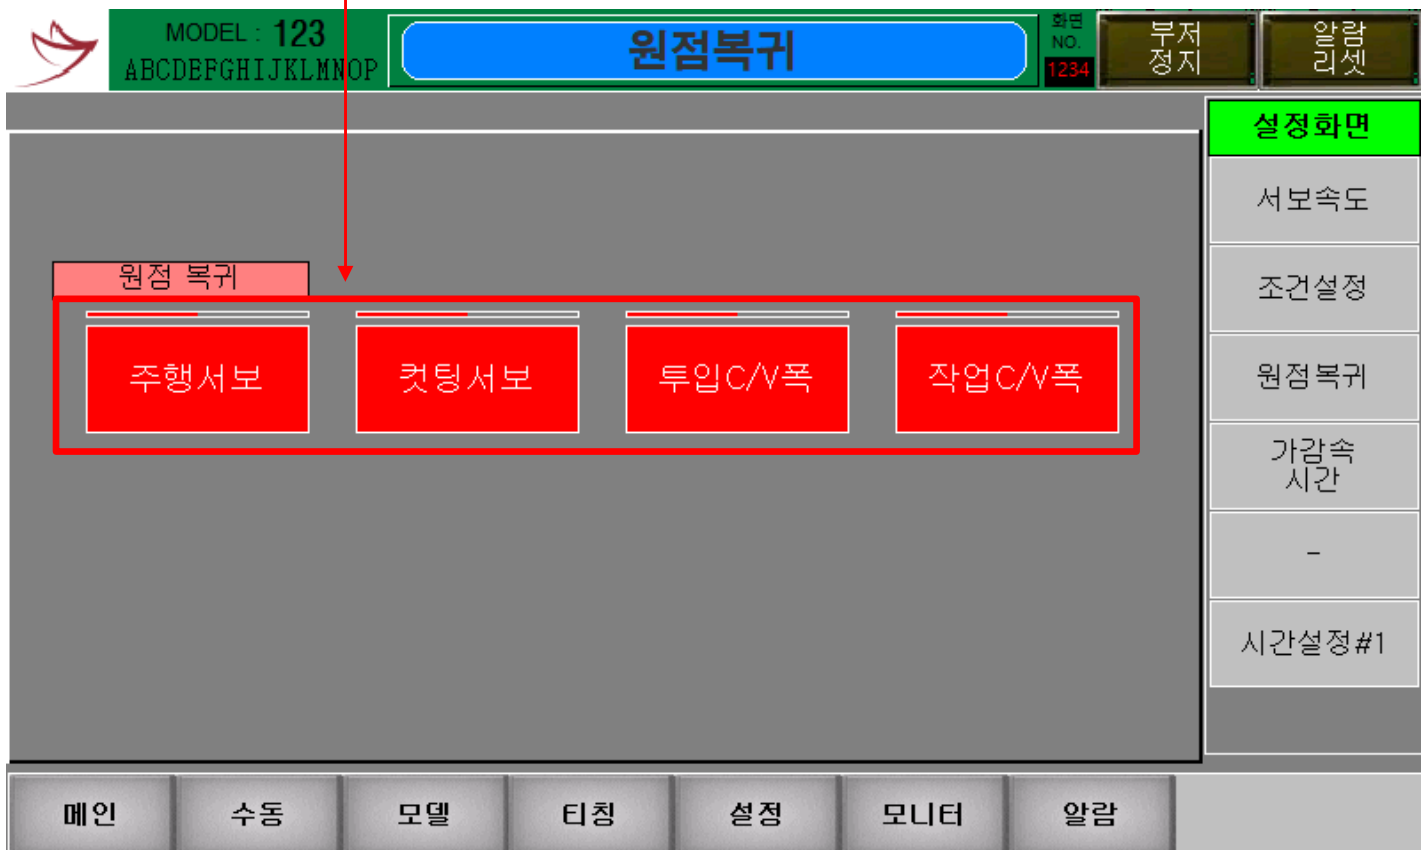 MODEL : 123
ABCDEFGHIJKLMNOP
원점복귀
화면
NO.
1234
부저
정지
알람
리셋
설정화면
서보속도
조건설정
원점복귀
가감속
시간
-
시간설정#1
원점 복귀
주행서보
컷팅서보
투입C/V폭
작업C/V폭
메인
수동
모델
티칭
설정
모니터
알람